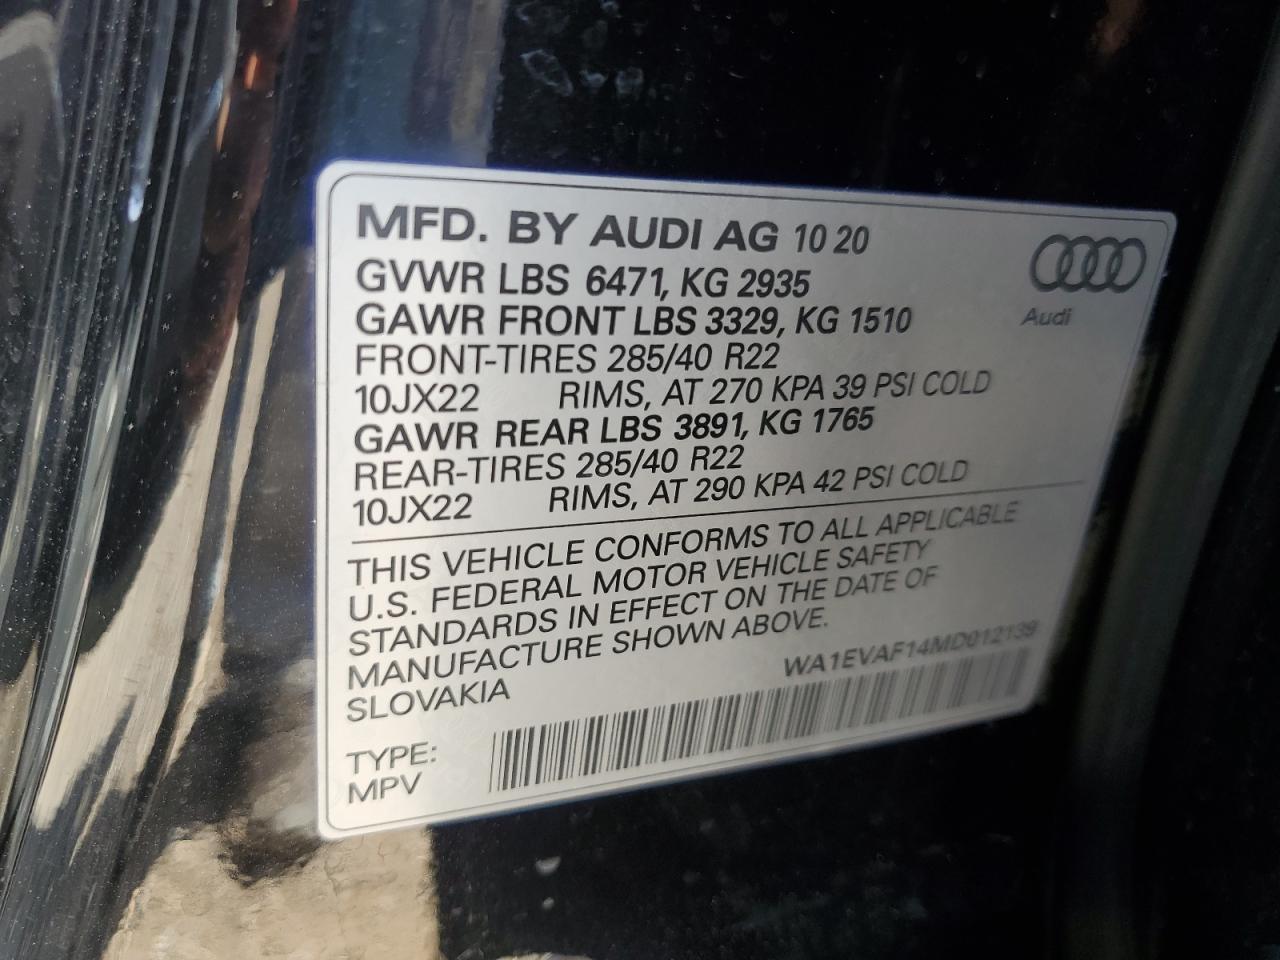 MFD. BY AUDI AG 10 20
GVWR LBS 6471, KG 2935
GAWR FRONT LBS 3329, KG 1510
Audi
FRONT-TIRES 285/40 R22
10JX22 RIMS, AT 270 KPA 39 PSI COLD
GAWR REAR LBS 3891, KG 1765
REAR-TIRES 285/40 R22
10JX22 RIMS, AT 290 KPA 42 PSI COLD
THIS VEHICLE CONFORMS TO ALL APPLICABLE
U.S. FEDERAL MOTOR VEHICLE SAFETY
STANDARDS IN EFFECT ON THE DATE OF
MANUFACTURE SHOWN ABOVE.
SLOVAKIA
WA1EVAF14MD012139
TYPE:
MPV